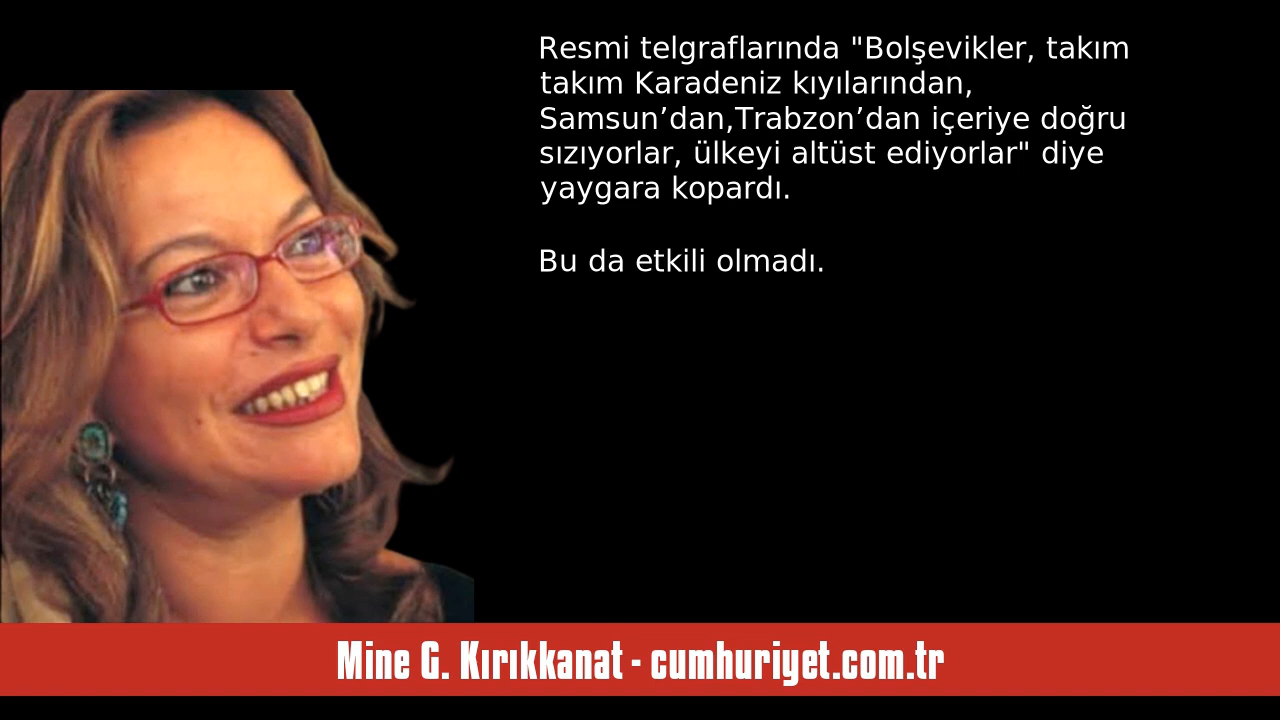 Resmi telgraflarında "Bolşevikler, takım
takım Karadeniz kıyılarından,
Samsun’dan,Trabzon’dan içeriye doğru
sızıyorlar, ülkeyi altüst ediyorlar" diye
yaygara kopardı.
Bu da etkili olmadı.
Mine G. Kırıkkanat - cumhuriyet.com.tr